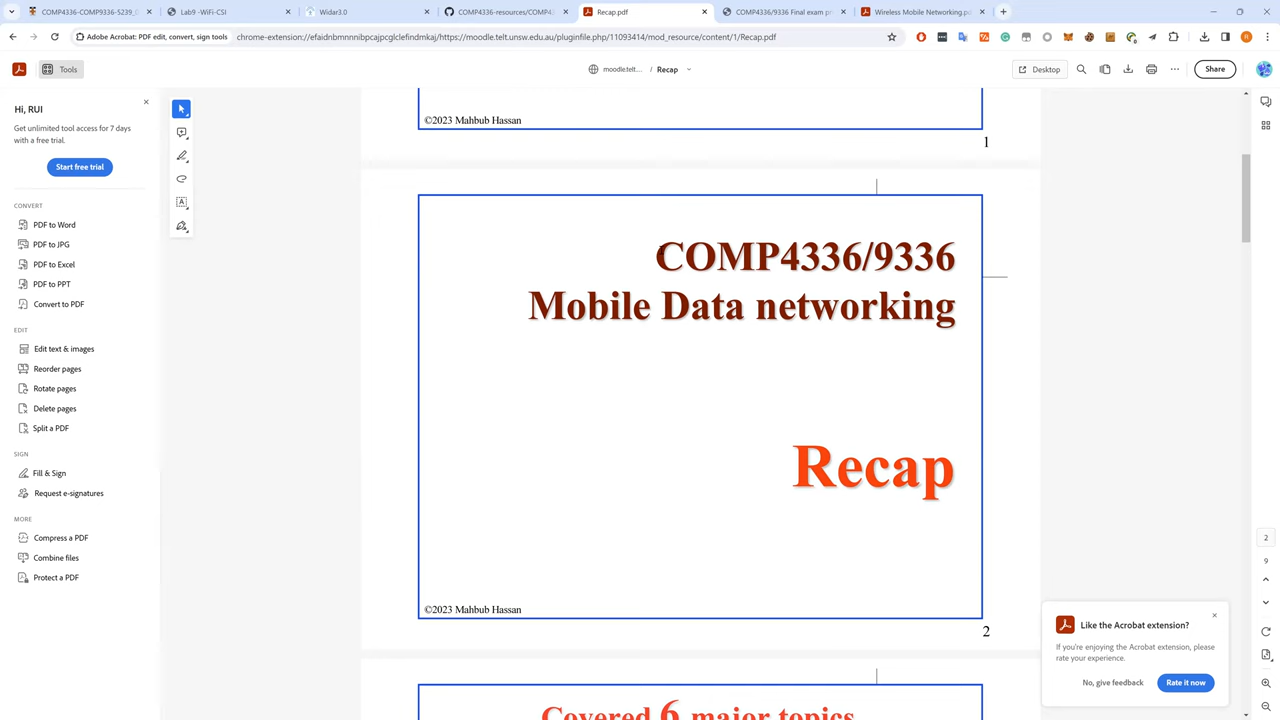 COMP4336-COMP9336-5239_0
Lab9 -WiFi-CSI
Widar3.0
COMP4336-resources/COMP43
Recap.pdf
COMP4336/9336 Final exam pr
Wireless Mobile Networking.pd
Adobe Acrobat: PDF edit, convert, sign tools
chrome-extension://efaidnbmnnnibpcajpcglclefindmkaj/https://moodle.telt.unsw.edu.au/pluginfile.php/11093414/mod_resource/content/1/Recap.pdf
Tools
moodle.telt... / Recap
Desktop
Share
Hi, RUI
Get unlimited tool access for 7 days
with a free trial.
Start free trial
CONVERT
PDF to Word
PDF to JPG
PDF to Excel
PDF to PPT
Convert to PDF
EDIT
Edit text & images
Reorder pages
Rotate pages
Delete pages
Split a PDF
SIGN
Fill & Sign
Request e-signatures
MORE
Compress a PDF
Combine files
Protect a PDF
©2023 Mahbub Hassan
1
COMP4336/9336
Mobile Data networking
Recap
©2023 Mahbub Hassan
2
Covered 6 major topics
2
9
Like the Acrobat extension?
If you're enjoying the Acrobat extension, please
rate your experience.
No, give feedback
Rate it now